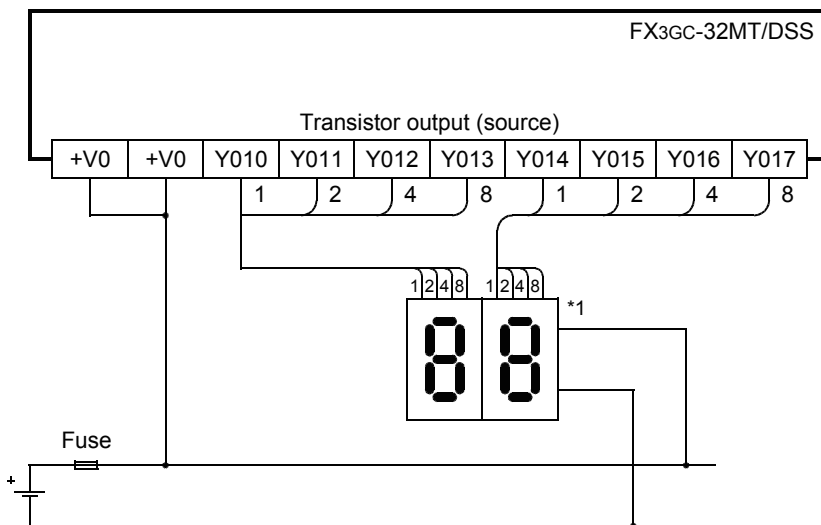 FX3GC-32MT/DSS
Transistor output (source)
+V0 +V0 Y010 Y011 Y012 Y013 Y014 Y015 Y016 Y017
1 2 4 8 1 2 4 8
1 2 4 8 1 2 4 8
*1
Fuse
+